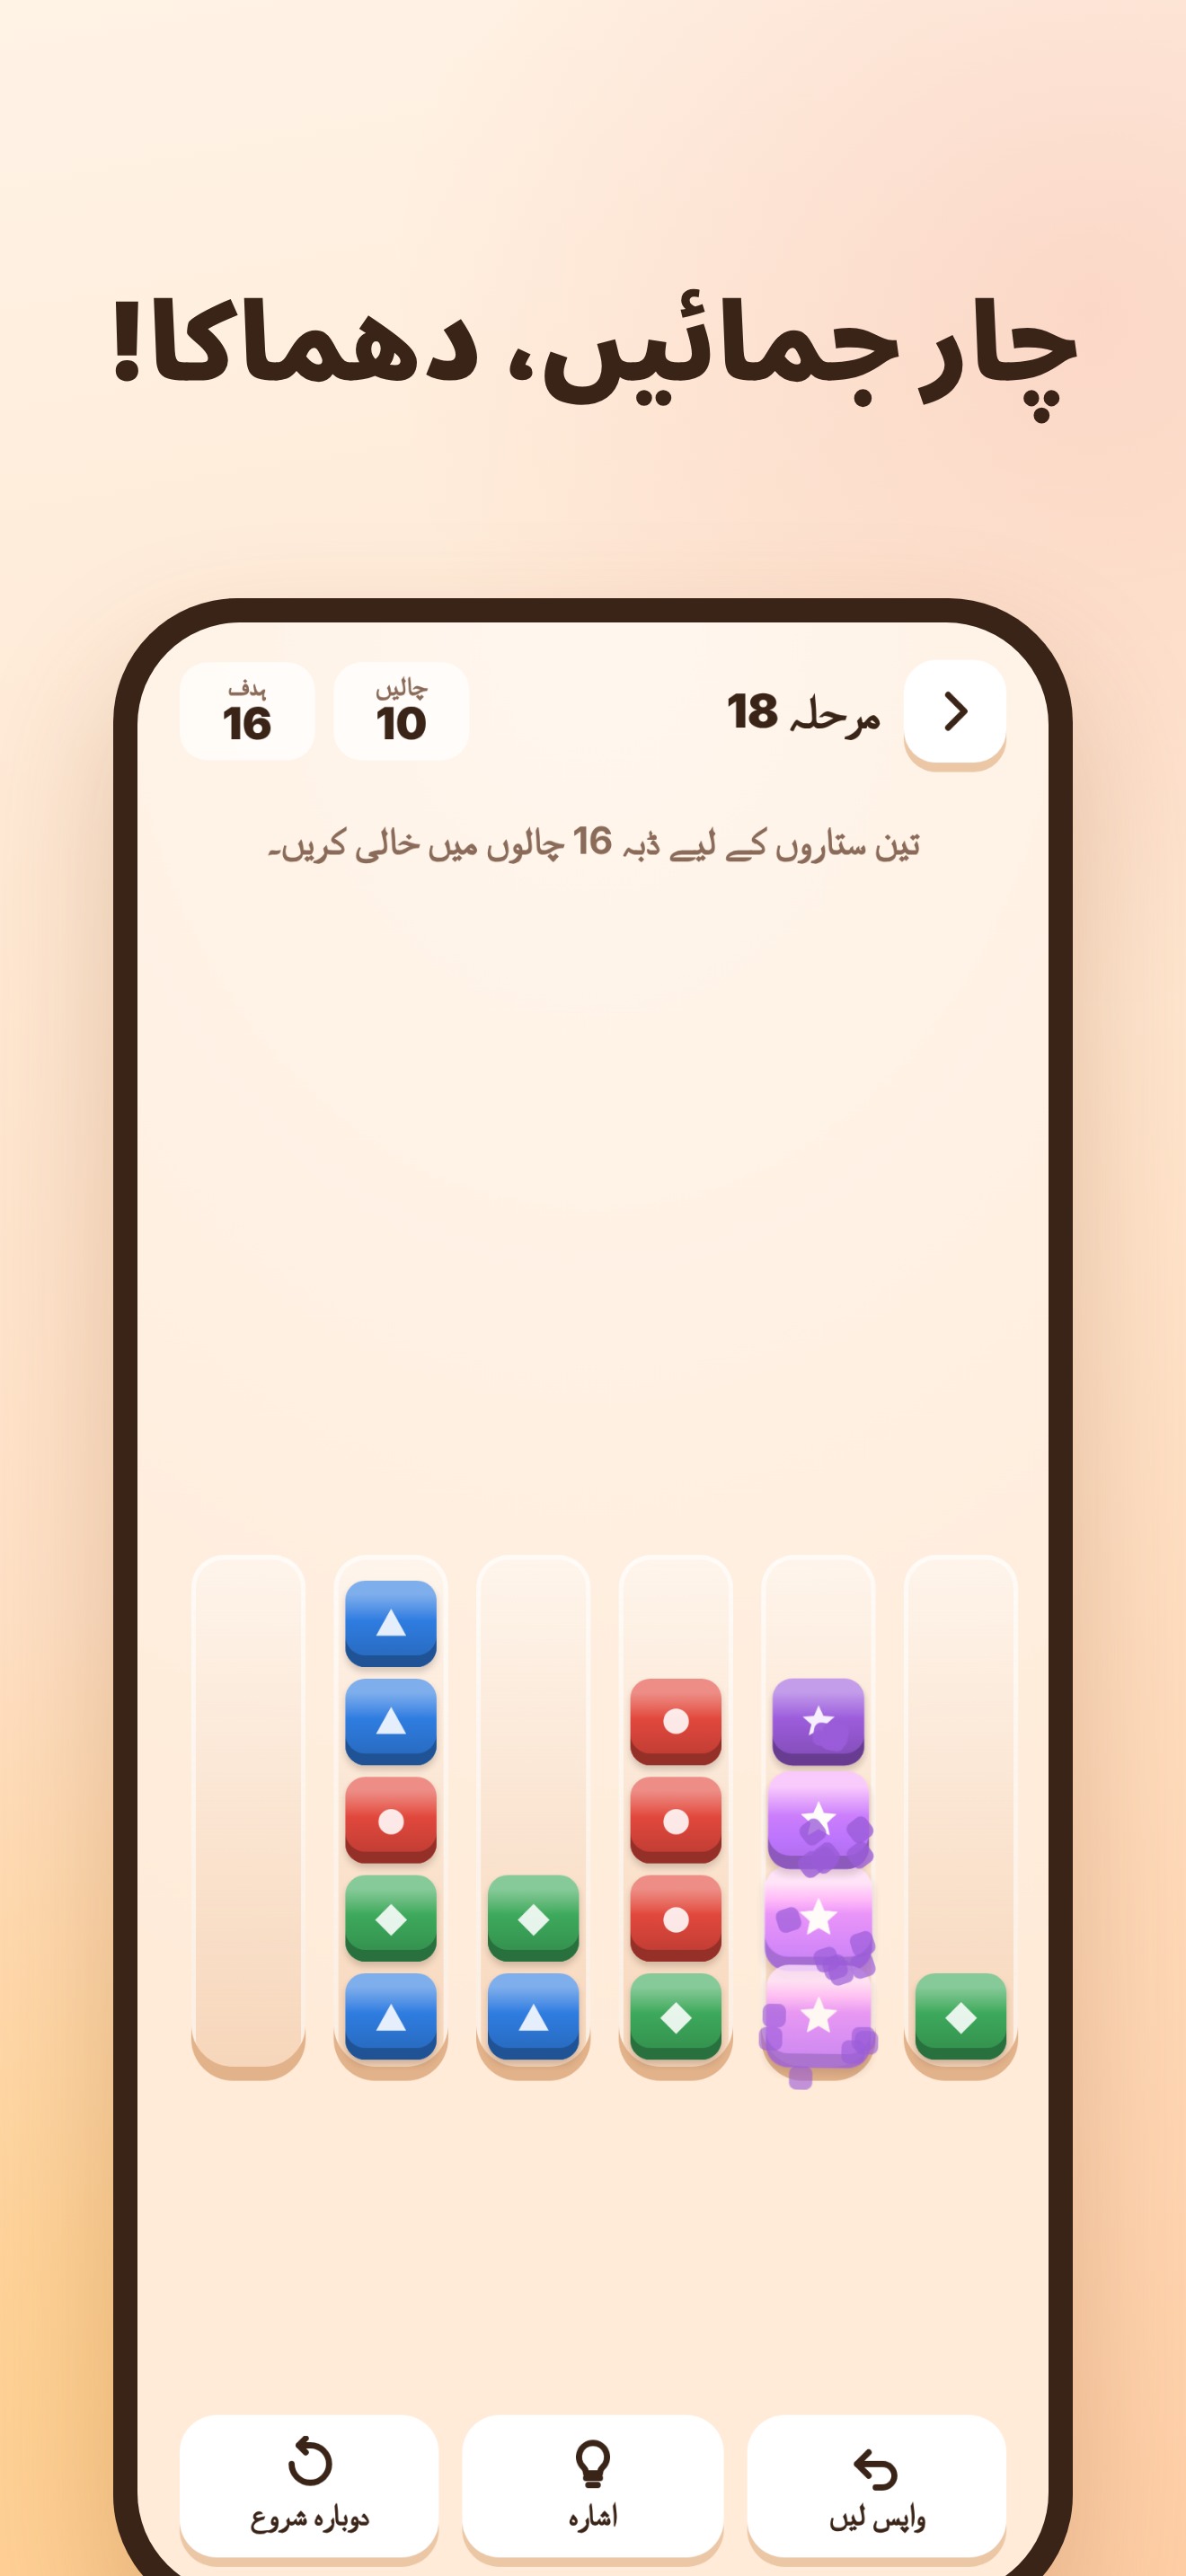 چار جمائیں، دھماکا!
مرحلہ 18
چالیں
10
ہدف
16
تین ستاروں کے لیے ڈبہ 16 چالوں میں خالی کریں۔
واپس لیں
اشارہ
دوبارہ شروع